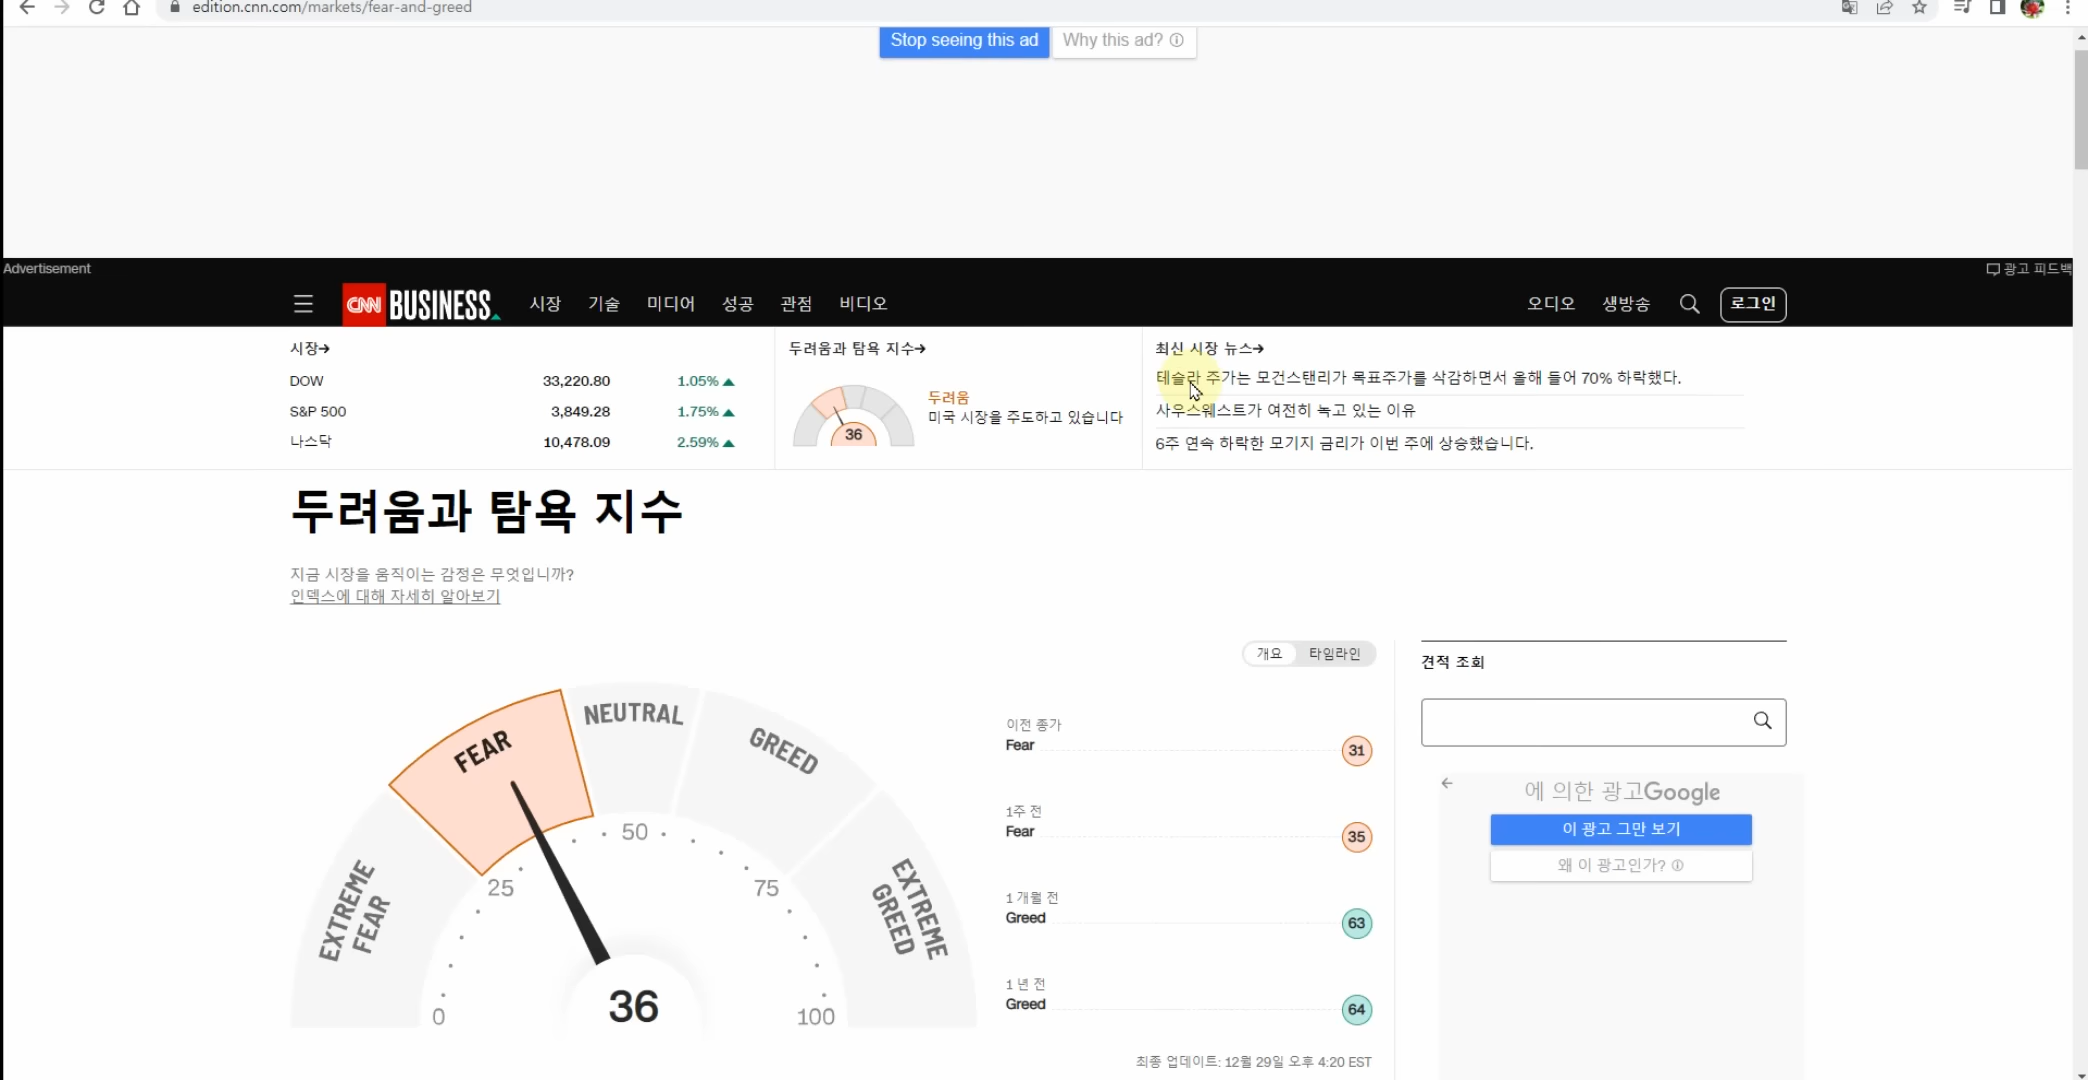 edition.cnn.com/markets/fear-and-greed
Stop seeing this ad
Why this ad?
Advertisement
광고 피드백
CNN BUSINESS
시장 기술 미디어 성공 관점 비디오
오디오 생방송 로그인
시장→
DOW 33,220.80 1.05%
S&P 500 3,849.28 1.75%
나스닥 10,478.09 2.59%
두려움과 탐욕 지수→
36
두려움
미국 시장을 주도하고 있습니다
최신 시장 뉴스→
테슬라 주가는 모건스탠리가 목표주가를 삭감하면서 올해 들어 70% 하락했다.
사우스웨스트가 여전히 녹고 있는 이유
6주 연속 하락한 모기지 금리가 이번 주에 상승했습니다.
두려움과 탐욕 지수
지금 시장을 움직이는 감정은 무엇입니까?
인덱스에 대해 자세히 알아보기
개요 타임라인
EXTREME
FEAR
FEAR
NEUTRAL
GREED
EXTREME
GREED
0
25
50
75
100
36
이전 종가
Fear 31
1주 전
Fear 35
1 개월 전
Greed 63
1 년 전
Greed 64
최종 업데이트: 12월 29일 오후 4:20 EST
견적 조회
에 의한 광고Google
이 광고 그만 보기
왜 이 광고인가?